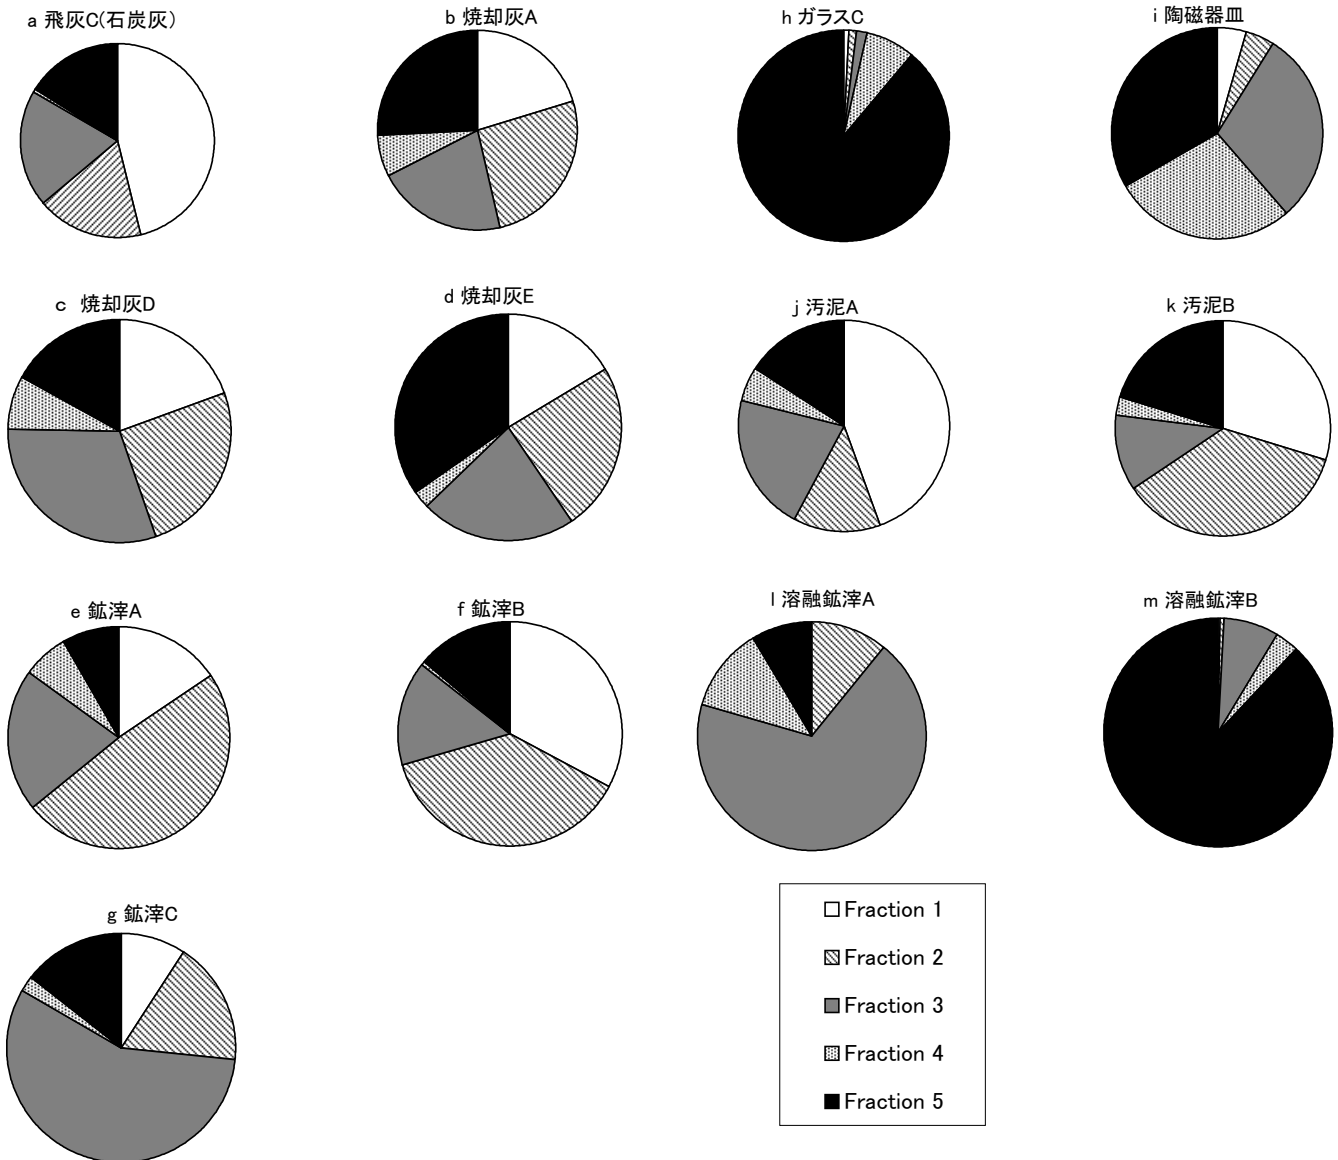 a 飛灰C(石炭灰)
b 焼却灰A
h ガラスC
i 陶磁器皿
c 焼却灰D
d 焼却灰E
j 汚泥A
k 汚泥B
e 鉱滓A
f 鉱滓B
l 溶融鉱滓A
m 溶融鉱滓B
g 鉱滓C
Fraction 1
Fraction 2
Fraction 3
Fraction 4
Fraction 5